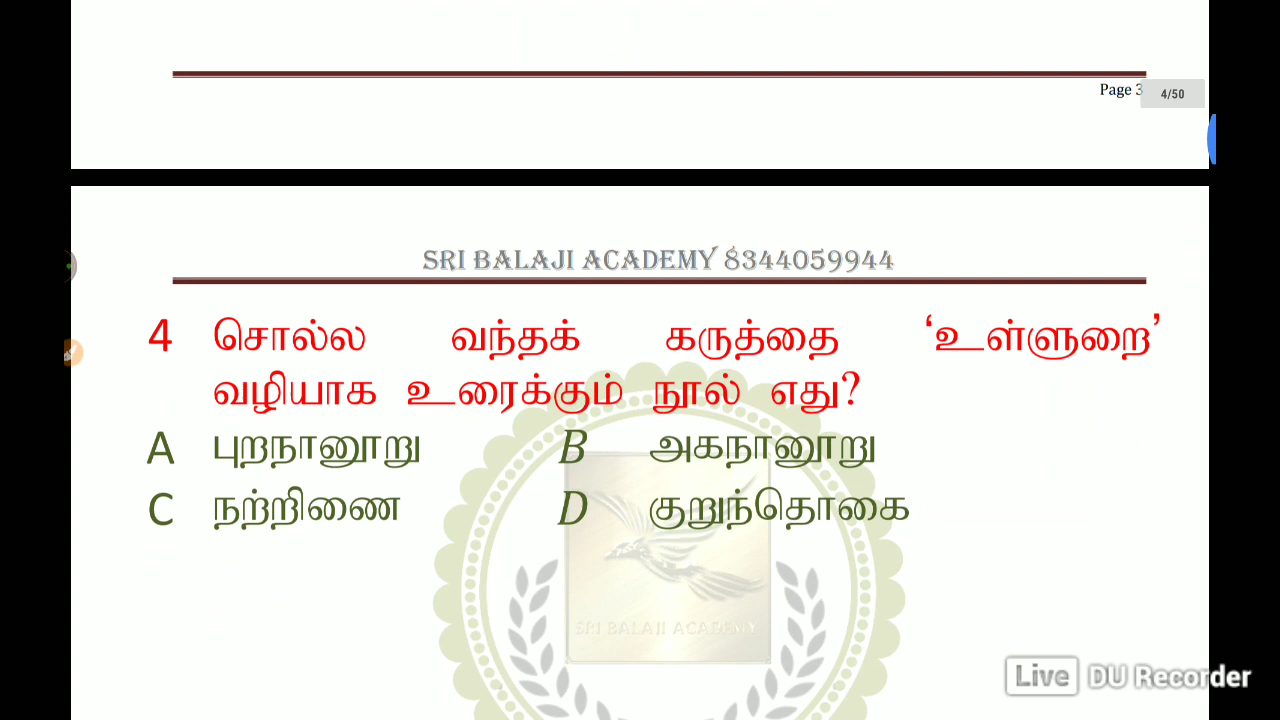 Page 3
4/50
SRI BALAJI ACADEMY 8344059944
4 சொல்ல வந்தக் கருத்தை ‘உள்ளுறை’
வழியாக உரைக்கும் நூல் எது?
A புறநானூறு B அகநானூறு
C நற்றிணை D குறுந்தொகை
SRI BALAJI ACADEMY
Live DU Recorder